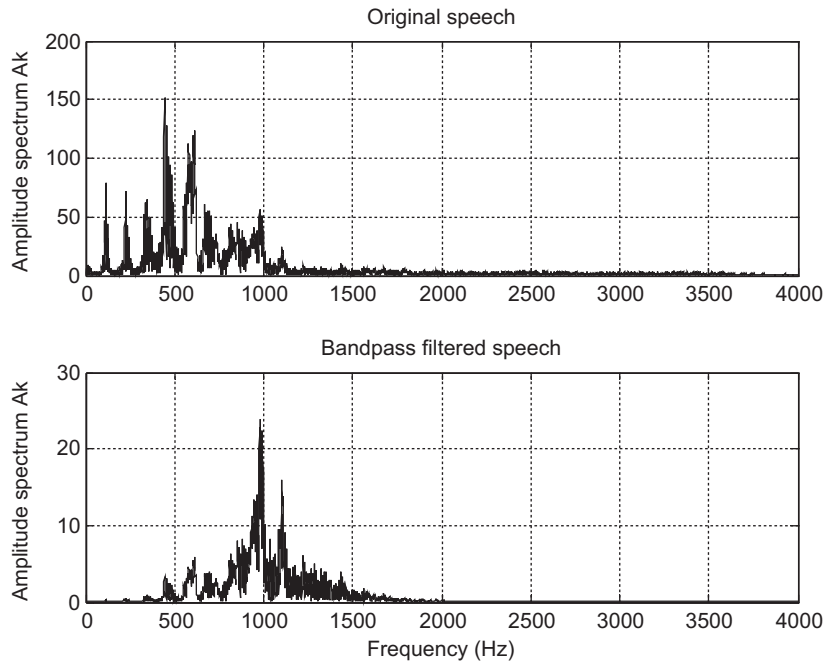 Original speech
Amplitude spectrum Ak
200
150
100
50
0
0 500 1000 1500 2000 2500 3000 3500 4000
Bandpass filtered speech
Amplitude spectrum Ak
30
20
10
0
0 500 1000 1500 2000 2500 3000 3500 4000
Frequency (Hz)